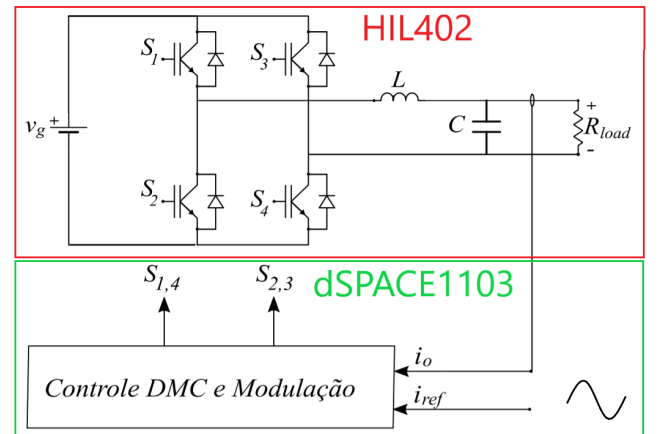 HIL402
S1
S3
L
vg
+
C
+
Rload
-
S2
S4
S1,4
S2,3
dSPACE1103
Controle DMC e Modulação
io
iref